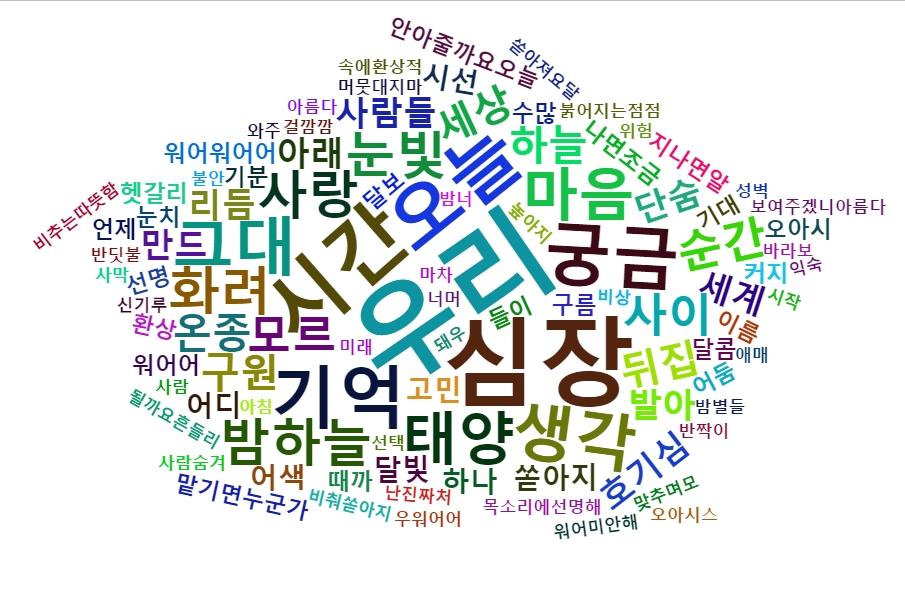 안아줄까요오늘
쏟아져요달
속에환상적
시선
머뭇대지마
아름다
사람들
세상
수많
붉어지는점점
와주
걸깜깜
하늘
나면조금
위험
지나면알
워어워어어
아래
눈빛
오늘
불안
기분
사랑
달보
밤너
마음
단숨
기대
성벽
보여주겠니아름다
비추는따뜻함
헷갈리
리듬
높아지
언제
눈치
만드
그대
시간
우리
궁금
순간
오아시
반딧불
바라보
사막
선명
화려
마차
너머
들이
구름
비상
커지
익숙
세계
시작
신기루
환상
온종
모르
미래
돼우
심장
사이
이름
달콤
애매
워어어
구원
기억
고민
뒤집
어둠
사람
될까요흔들리
어디
아침
발아
밤별들
밤하늘
선택
태양
생각
반짝이
사람숨겨
어색
때까
달빛
하나
쏟아지
호기심
맞추며모
맡기면누군가
비춰쏟아지
난진짜처
우워어어
목소리에선명해
워어미안해
오아시스